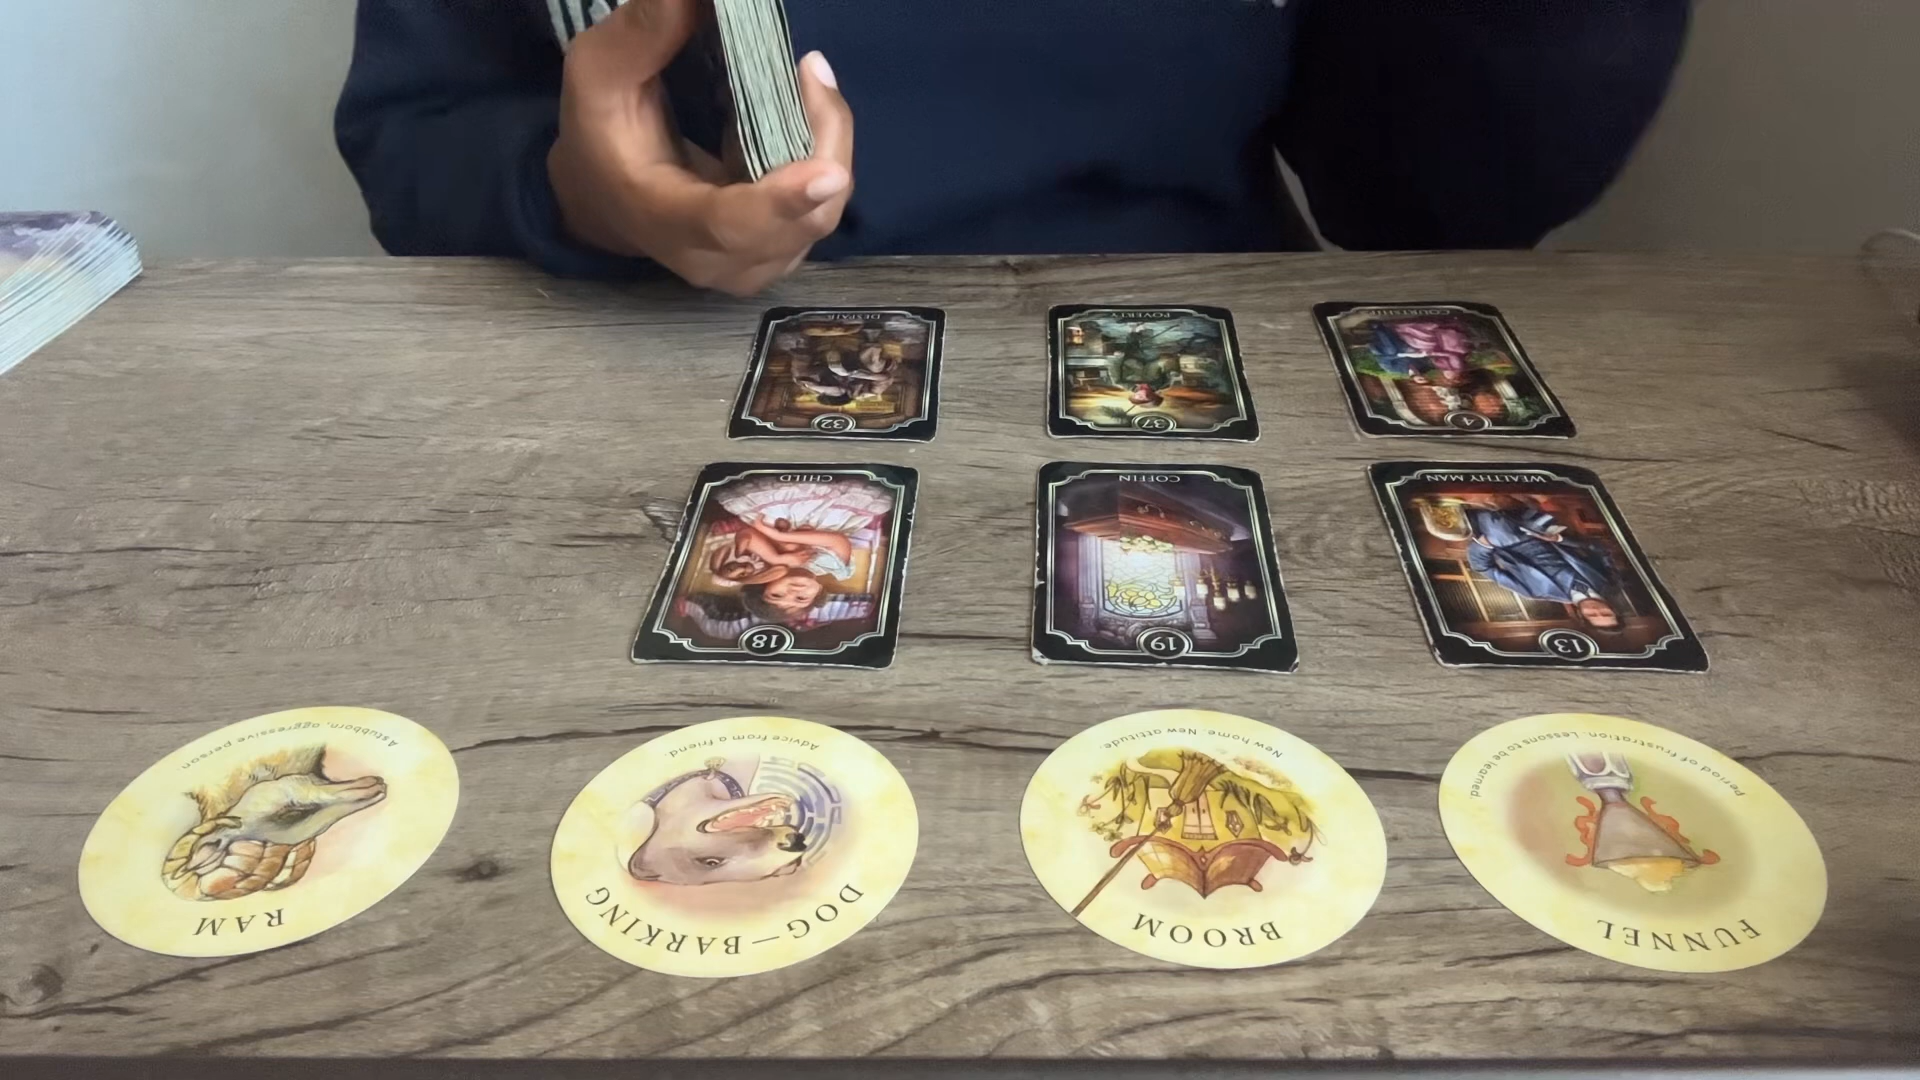 DESPAIR
32
POVERTY
37
COURTSHIP
4
CHILD
18
COFFIN
19
WEALTHY MAN
13
A stubborn, aggressive person.
RAM
Advice from a friend.
DOG—BARKING
New home. New attitude.
BROOM
Period of frustration. Lessons to be learned.
FUNNEL